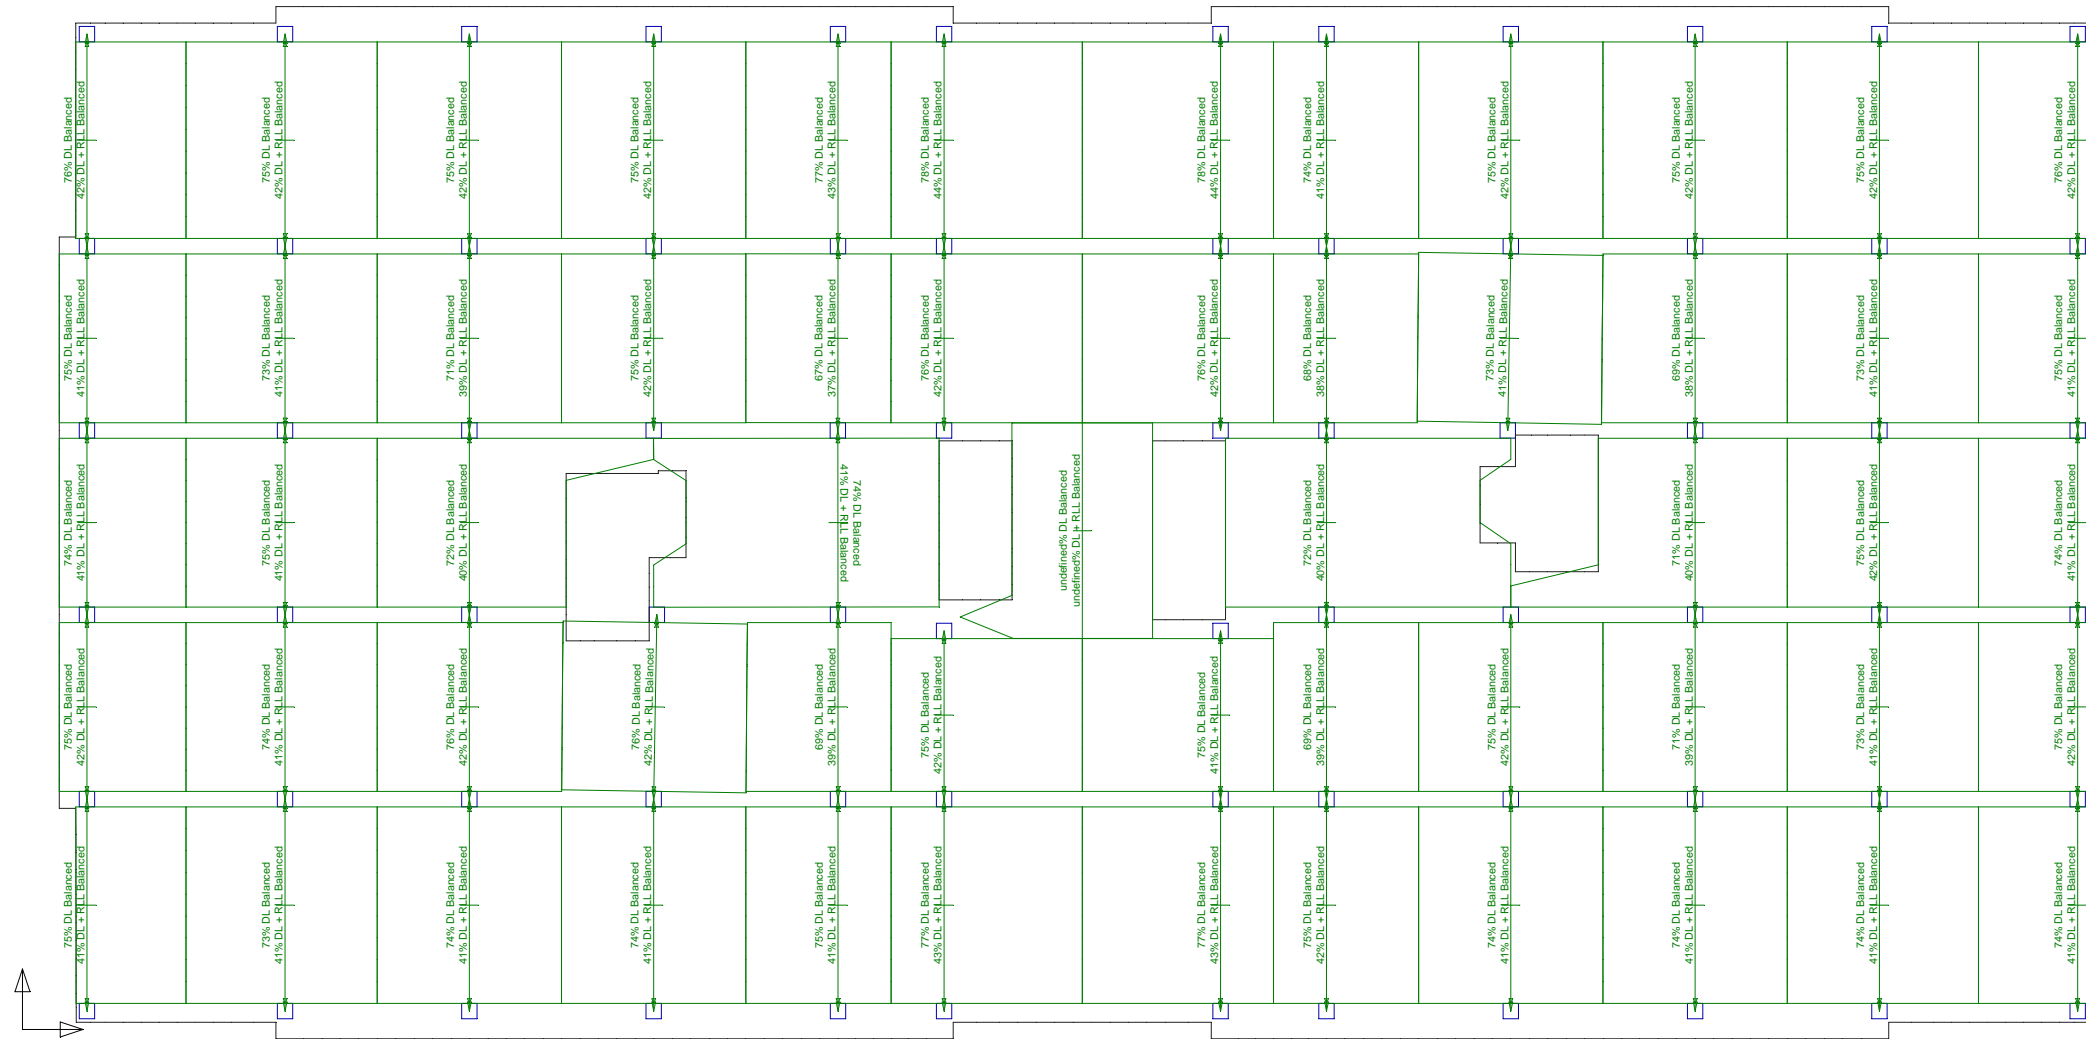 76% DL Balanced
42% DL + RLL Balanced
75% DL Balanced
42% DL + RLL Balanced
75% DL Balanced
42% DL + RLL Balanced
75% DL Balanced
42% DL + RLL Balanced
77% DL Balanced
43% DL + RLL Balanced
78% DL Balanced
44% DL + RLL Balanced
78% DL Balanced
44% DL + RLL Balanced
74% DL Balanced
41% DL + RLL Balanced
75% DL Balanced
42% DL + RLL Balanced
75% DL Balanced
42% DL + RLL Balanced
75% DL Balanced
42% DL + RLL Balanced
76% DL Balanced
42% DL + RLL Balanced
75% DL Balanced
41% DL + RLL Balanced
73% DL Balanced
41% DL + RLL Balanced
71% DL Balanced
39% DL + RLL Balanced
75% DL Balanced
42% DL + RLL Balanced
67% DL Balanced
37% DL + RLL Balanced
76% DL Balanced
42% DL + RLL Balanced
76% DL Balanced
42% DL + RLL Balanced
68% DL Balanced
38% DL + RLL Balanced
73% DL Balanced
41% DL + RLL Balanced
69% DL Balanced
38% DL + RLL Balanced
73% DL Balanced
41% DL + RLL Balanced
75% DL Balanced
41% DL + RLL Balanced
74% DL Balanced
41% DL + RLL Balanced
75% DL Balanced
41% DL + RLL Balanced
72% DL Balanced
40% DL + RLL Balanced
74% DL Balanced
41% DL + RLL Balanced
undefined% DL Balanced
undefined% DL + RLL Balanced
72% DL Balanced
40% DL + RLL Balanced
71% DL Balanced
40% DL + RLL Balanced
75% DL Balanced
42% DL + RLL Balanced
74% DL Balanced
41% DL + RLL Balanced
75% DL Balanced
42% DL + RLL Balanced
74% DL Balanced
41% DL + RLL Balanced
76% DL Balanced
42% DL + RLL Balanced
76% DL Balanced
42% DL + RLL Balanced
69% DL Balanced
39% DL + RLL Balanced
75% DL Balanced
42% DL + RLL Balanced
75% DL Balanced
41% DL + RLL Balanced
69% DL Balanced
39% DL + RLL Balanced
75% DL Balanced
42% DL + RLL Balanced
71% DL Balanced
39% DL + RLL Balanced
73% DL Balanced
41% DL + RLL Balanced
75% DL Balanced
42% DL + RLL Balanced
75% DL Balanced
41% DL + RLL Balanced
73% DL Balanced
41% DL + RLL Balanced
74% DL Balanced
41% DL + RLL Balanced
74% DL Balanced
41% DL + RLL Balanced
75% DL Balanced
41% DL + RLL Balanced
77% DL Balanced
43% DL + RLL Balanced
77% DL Balanced
43% DL + RLL Balanced
75% DL Balanced
42% DL + RLL Balanced
74% DL Balanced
41% DL + RLL Balanced
74% DL Balanced
41% DL + RLL Balanced
74% DL Balanced
41% DL + RLL Balanced
74% DL Balanced
41% DL + RLL Balanced